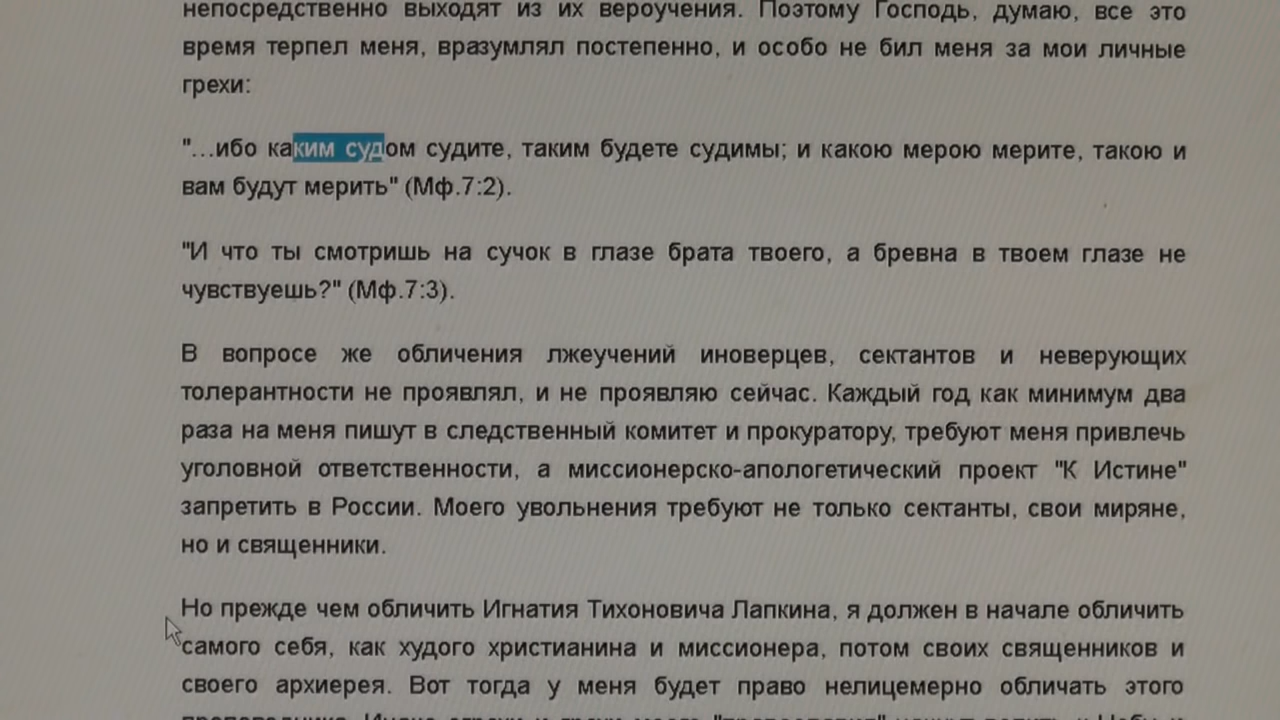 непосредственно выходят из их вероучения. Поэтому Господь, думаю, все это
время терпел меня, вразумлял постепенно, и особо не бил меня за мои личные
грехи:
"...ибо каким судом судите, таким будете судимы; и какою мерою мерите, такою и
вам будут мерить" (Мф.7:2).
"И что ты смотришь на сучок в глазе брата твоего, а бревна в твоем глазе не
чувствуешь?" (Мф.7:3).
В вопросе же обличения лжеучений иноверцев, сектантов и неверующих
толерантности не проявлял, и не проявляю сейчас. Каждый год как минимум два
раза на меня пишут в следственный комитет и прокуратору, требуют меня привлечь
уголовной ответственности, а миссионерско-апологетический проект "К Истине"
запретить в России. Моего увольнения требуют не только сектанты, свои миряне,
но и священники.
Но прежде чем обличить Игнатия Тихоновича Лапкина, я должен в начале обличить
самого себя, как худого христианина и миссионера, потом своих священников и
своего архиерея. Вот тогда у меня будет право нелицемерно обличать этого